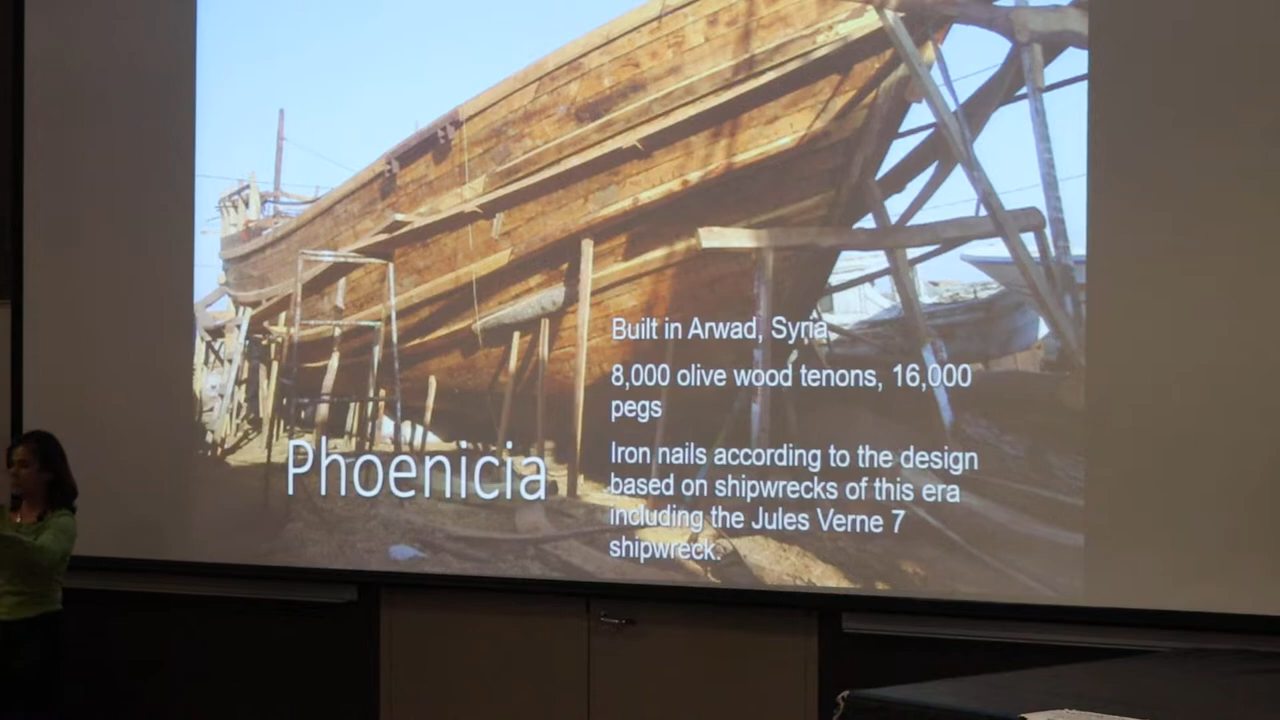 Built in Arwad, Syria
8,000 olive wood tenons, 16,000
pegs
Phoenicia
Iron nails according to the design
based on shipwrecks of this era
including the Jules Verne 7
shipwreck.